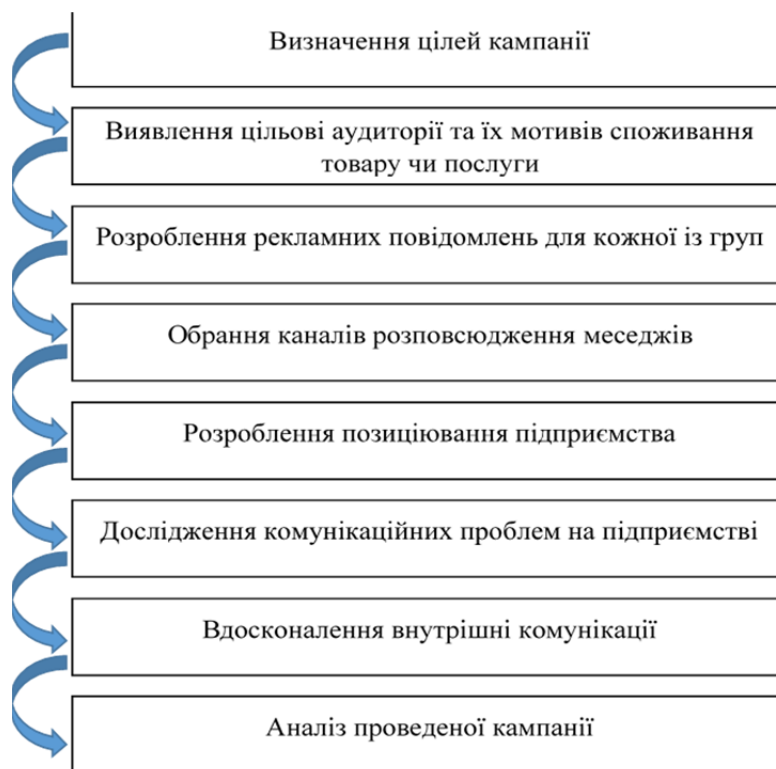 Визначення цілей кампанії
Виявлення цільові аудиторії та їх мотивів споживання
товару чи послуги
Розроблення рекламних повідомлень для кожної із груп
Обрання каналів розповсюдження меседжів
Розроблення позиціювання підприємства
Дослідження комунікаційних проблем на підприємстві
Вдосконалення внутрішні комунікації
Аналіз проведеної кампанії